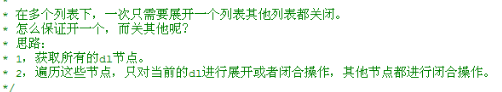 * 在多个列表下，一次只需要展开一个列表其他列表都关闭。
* 怎么保证开一个，而关其他呢？
* 思路：
* 1，获取所有的dl节点。
* 2，遍历这些节点，只对当前的dl进行展开或者闭合操作，其他节点都进行闭合操作。
*/